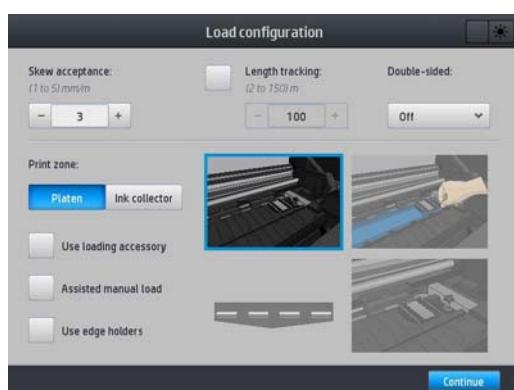 Load configuration
Skew acceptance:
(1 to 5) mm/m
− 3 +
Length tracking:
(2 to 150) m
− 100 +
Double-sided:
Off
Print zone:
Platen Ink collector
Use loading accessory
Assisted manual load
Use edge holders
Continue